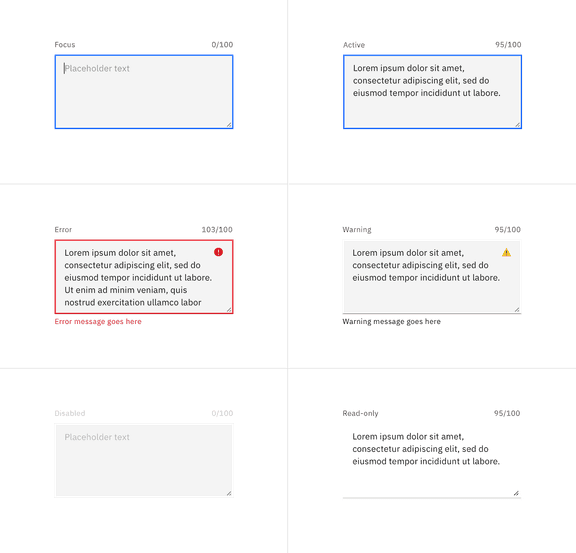 Focus 0/100
Placeholder text
Active 95/100
Lorem ipsum dolor sit amet,
consectetur adipiscing elit, sed do
eiusmod tempor incididunt ut labore.
Error 103/100
Lorem ipsum dolor sit amet,
consectetur adipiscing elit, sed do
eiusmod tempor incididunt ut labore.
Ut enim ad minim veniam, quis
nostrud exercitation ullamco labor
Error message goes here
Warning 95/100
Lorem ipsum dolor sit amet,
consectetur adipiscing elit, sed do
eiusmod tempor incididunt ut labore.
Warning message goes here
Disabled 0/100
Placeholder text
Read-only 95/100
Lorem ipsum dolor sit amet,
consectetur adipiscing elit, sed do
eiusmod tempor incididunt ut labore.